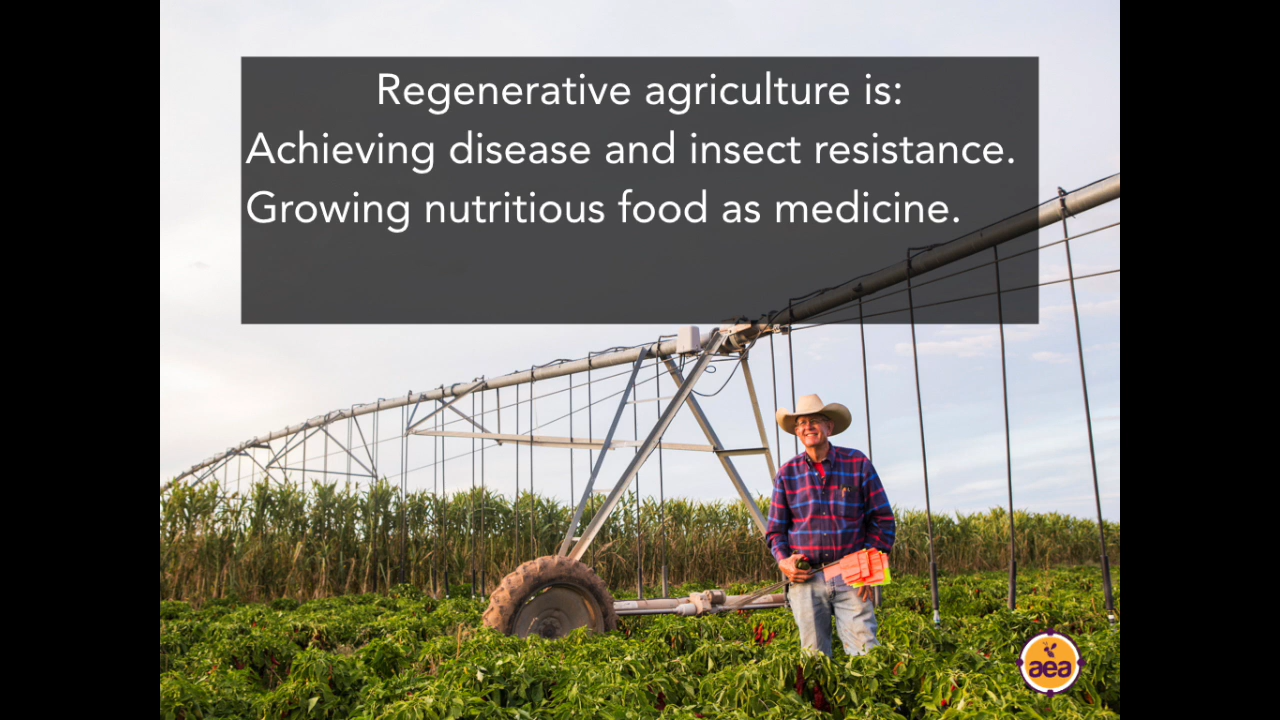 Regenerative agriculture is:
Achieving disease and insect resistance.
Growing nutritious food as medicine.
aea